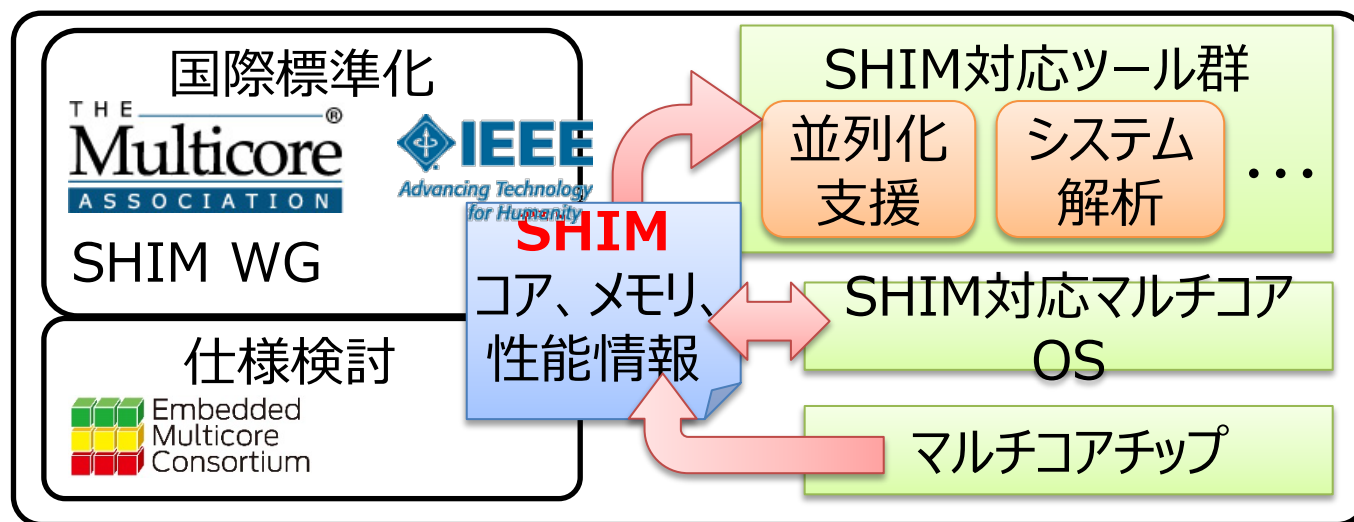 国際標準化
THE
Multicore®
ASSOCIATION
IEEE
Advancing Technology
for Humanity
SHIM WG
仕様検討
Embedded
Multicore
Consortium
SHIM
コア、メモリ、
性能情報
SHIM対応ツール群
並列化
支援
システム
解析
...
SHIM対応マルチコア
OS
マルチコアチップ